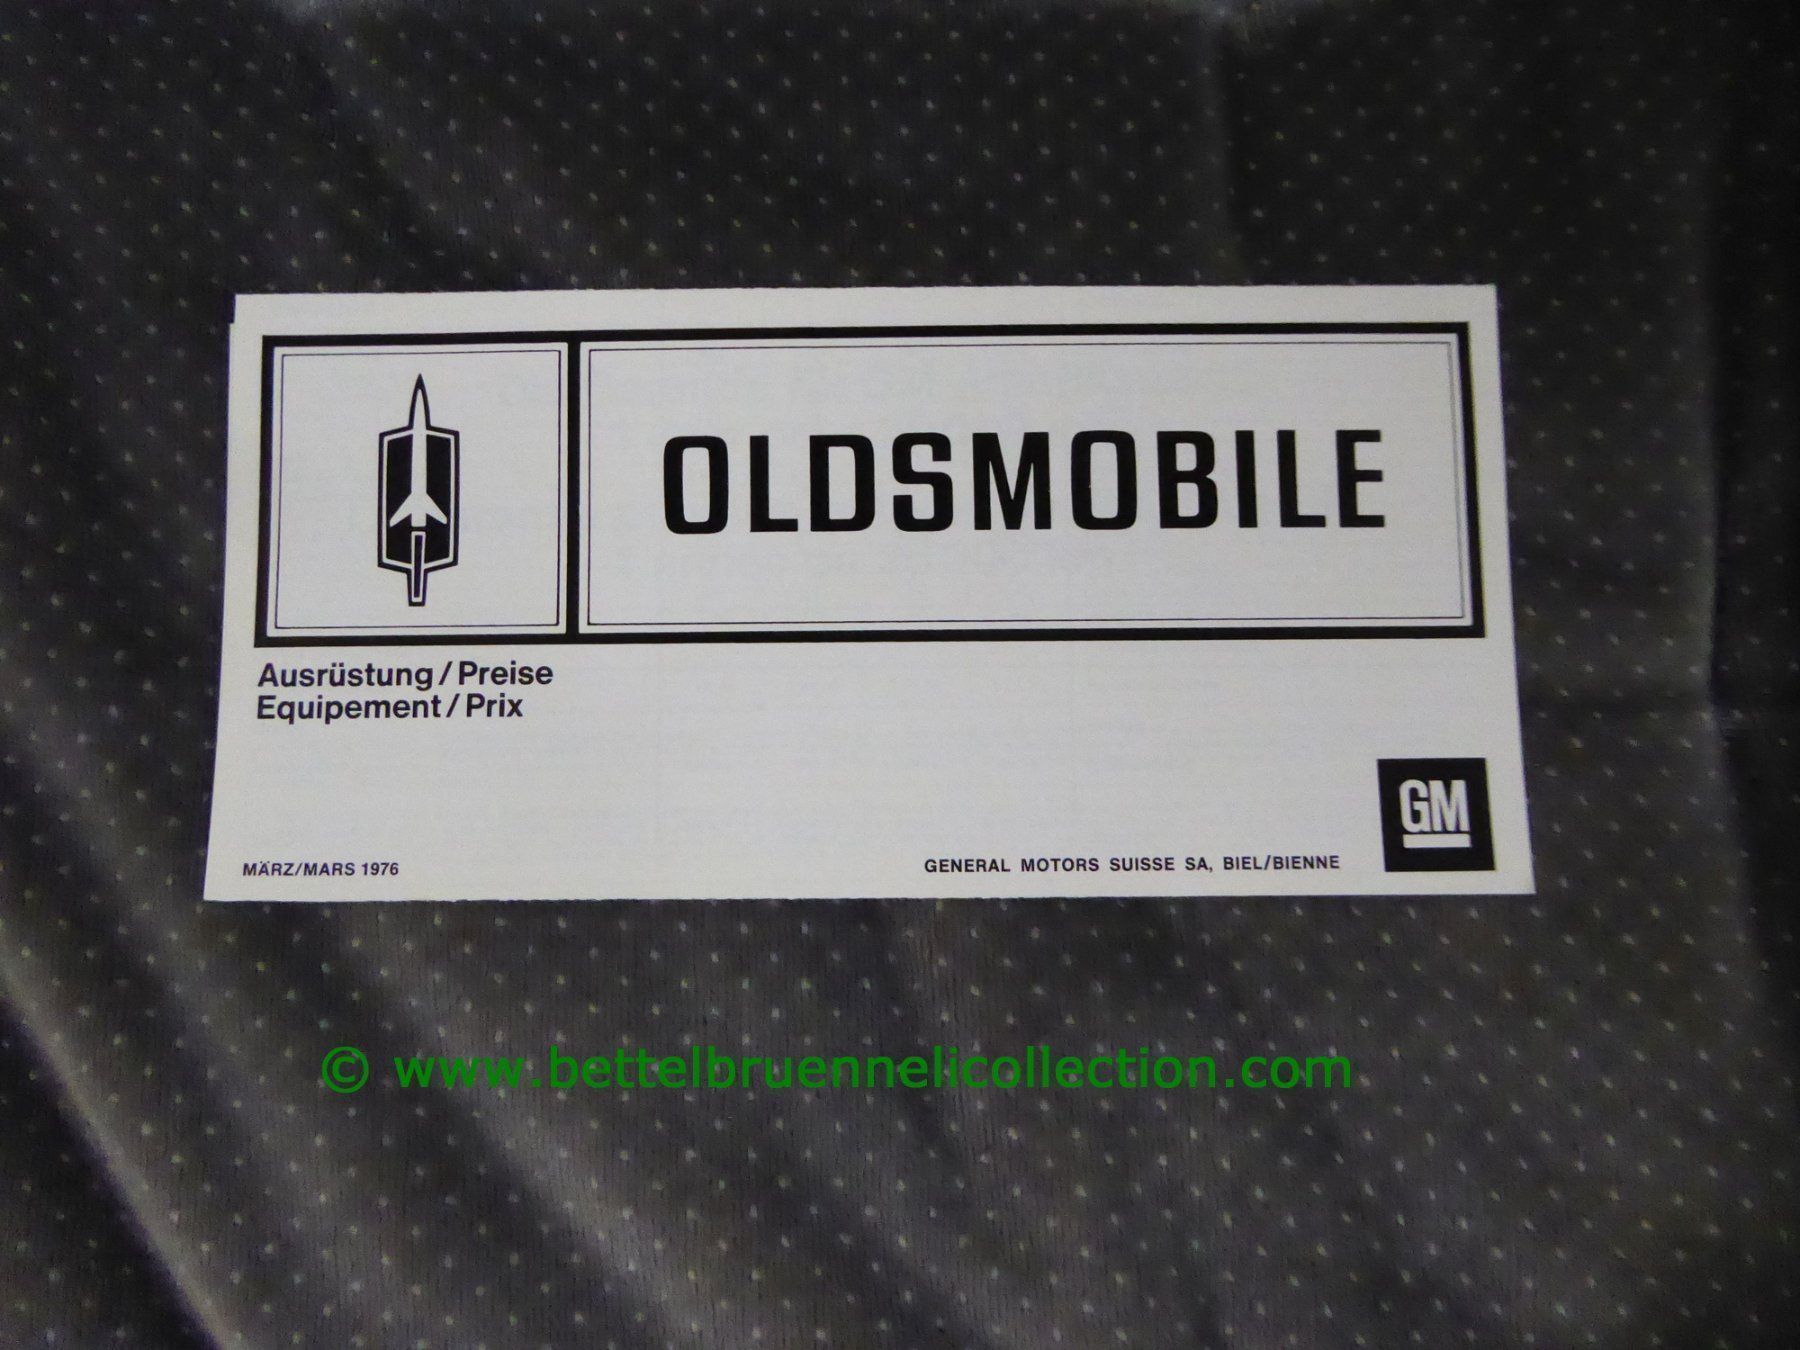 OLDSMOBILE
Ausrüstung/Preise
Equipement/Prix
GM
MÄRZ/MARS 1976
GENERAL MOTORS SUISSE SA, BIEL/BIENNE
© www.bettelbruennelicollection.com